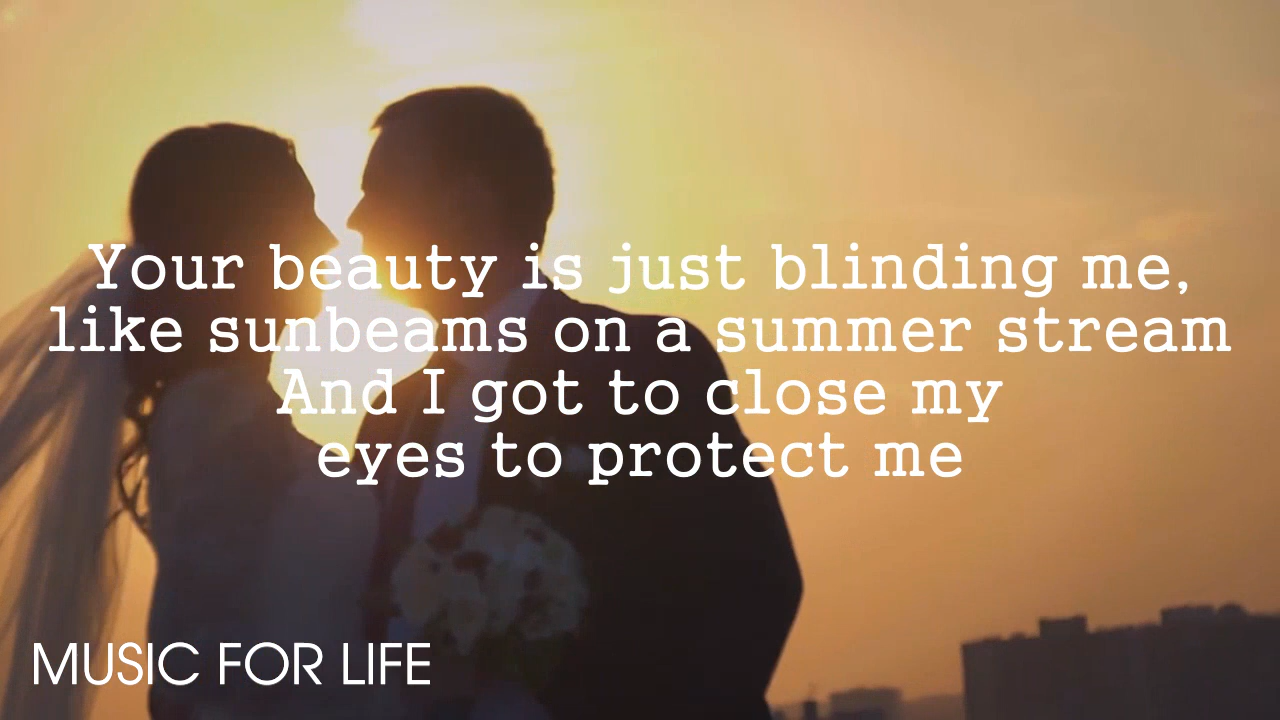 Your beauty is just blinding me,
like sunbeams on a summer stream
And I got to close my
eyes to protect me
MUSIC FOR LIFE